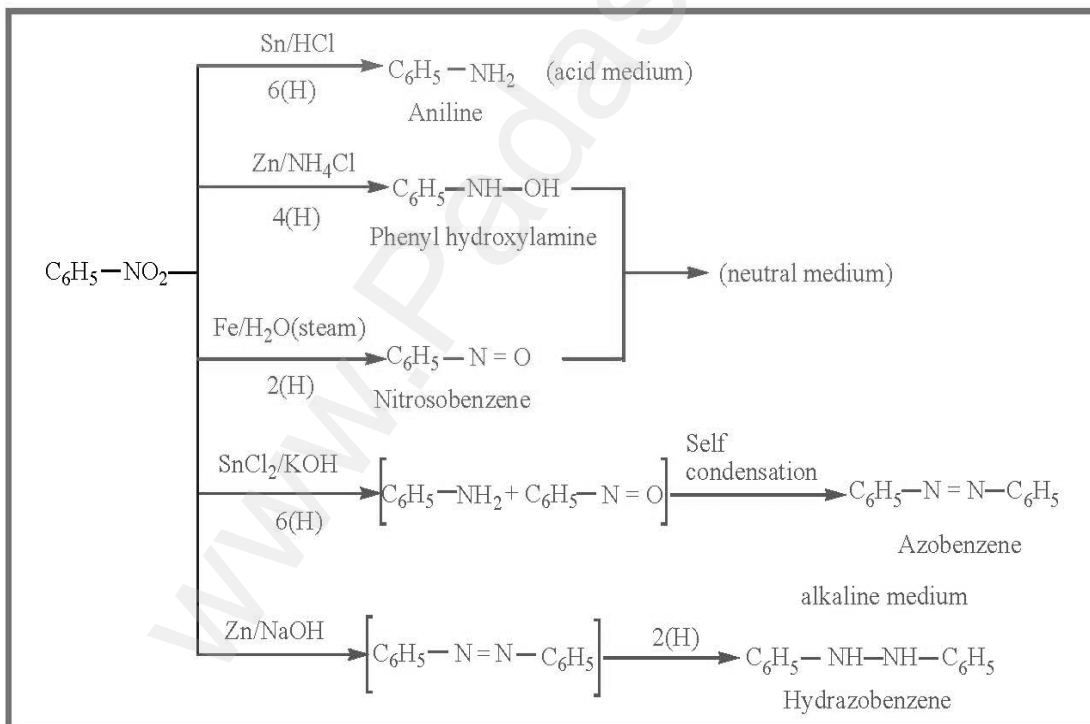 Sn/HCl
6(H)
C₆H₅—NH₂ (acid medium)
Aniline
Zn/NH₄Cl
4(H)
C₆H₅—NH—OH
Phenyl hydroxylamine
C₆H₅—NO₂
(neutral medium)
Fe/H₂O(steam)
2(H)
C₆H₅—N=O
Nitrosobenzene
SnCl₂/KOH
6(H)
[C₆H₅—NH₂+C₆H₅—N=O]
Self
condensation
C₆H₅—N=N—C₆H₅
Azobenzene
alkaline medium
Zn/NaOH
[C₆H₅—N=N—C₆H₅]
2(H)
C₆H₅—NH—NH—C₆H₅
Hydrazobenzene
www.Padas